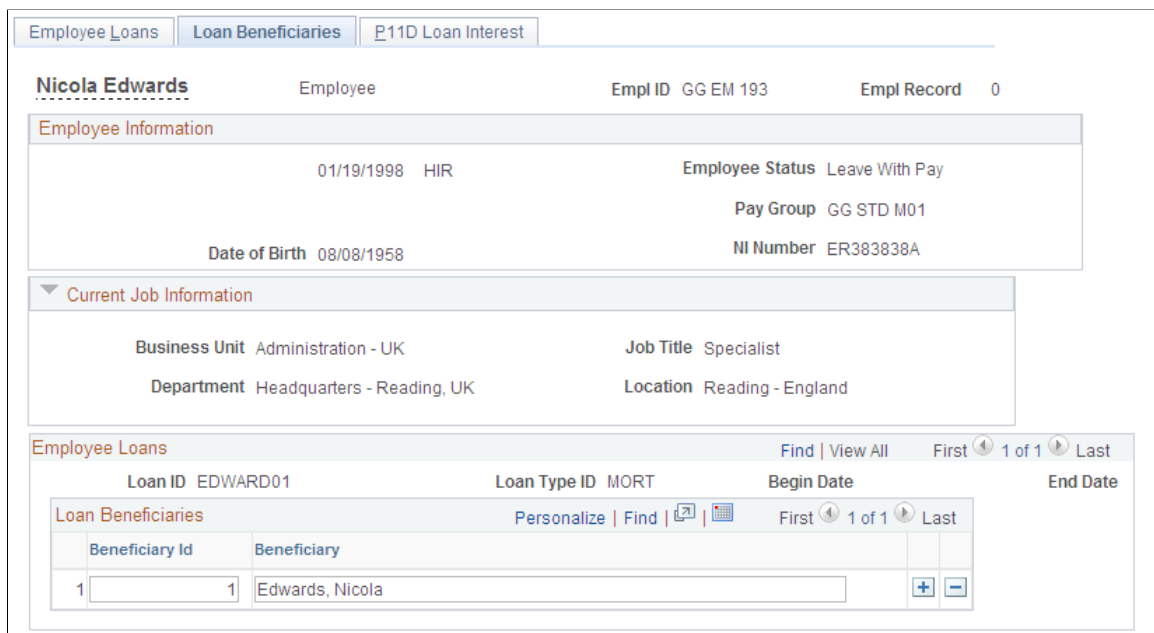 Employee Loans Loan Beneficiaries P11D Loan Interest
Nicola Edwards Employee Empl ID GG EM 193 Empl Record 0
Employee Information
01/19/1998 HIR Employee Status Leave With Pay
Pay Group GG STD M01
Date of Birth 08/08/1958 NI Number ER383838A
Current Job Information
Business Unit Administration - UK Job Title Specialist
Department Headquarters - Reading, UK Location Reading - England
Employee Loans Find | View All First 1 of 1 Last
Loan ID EDWARD01 Loan Type ID MORT Begin Date End Date
Loan Beneficiaries Personalize | Find | | First 1 of 1 Last
Beneficiary Id Beneficiary
1 1 Edwards, Nicola + -